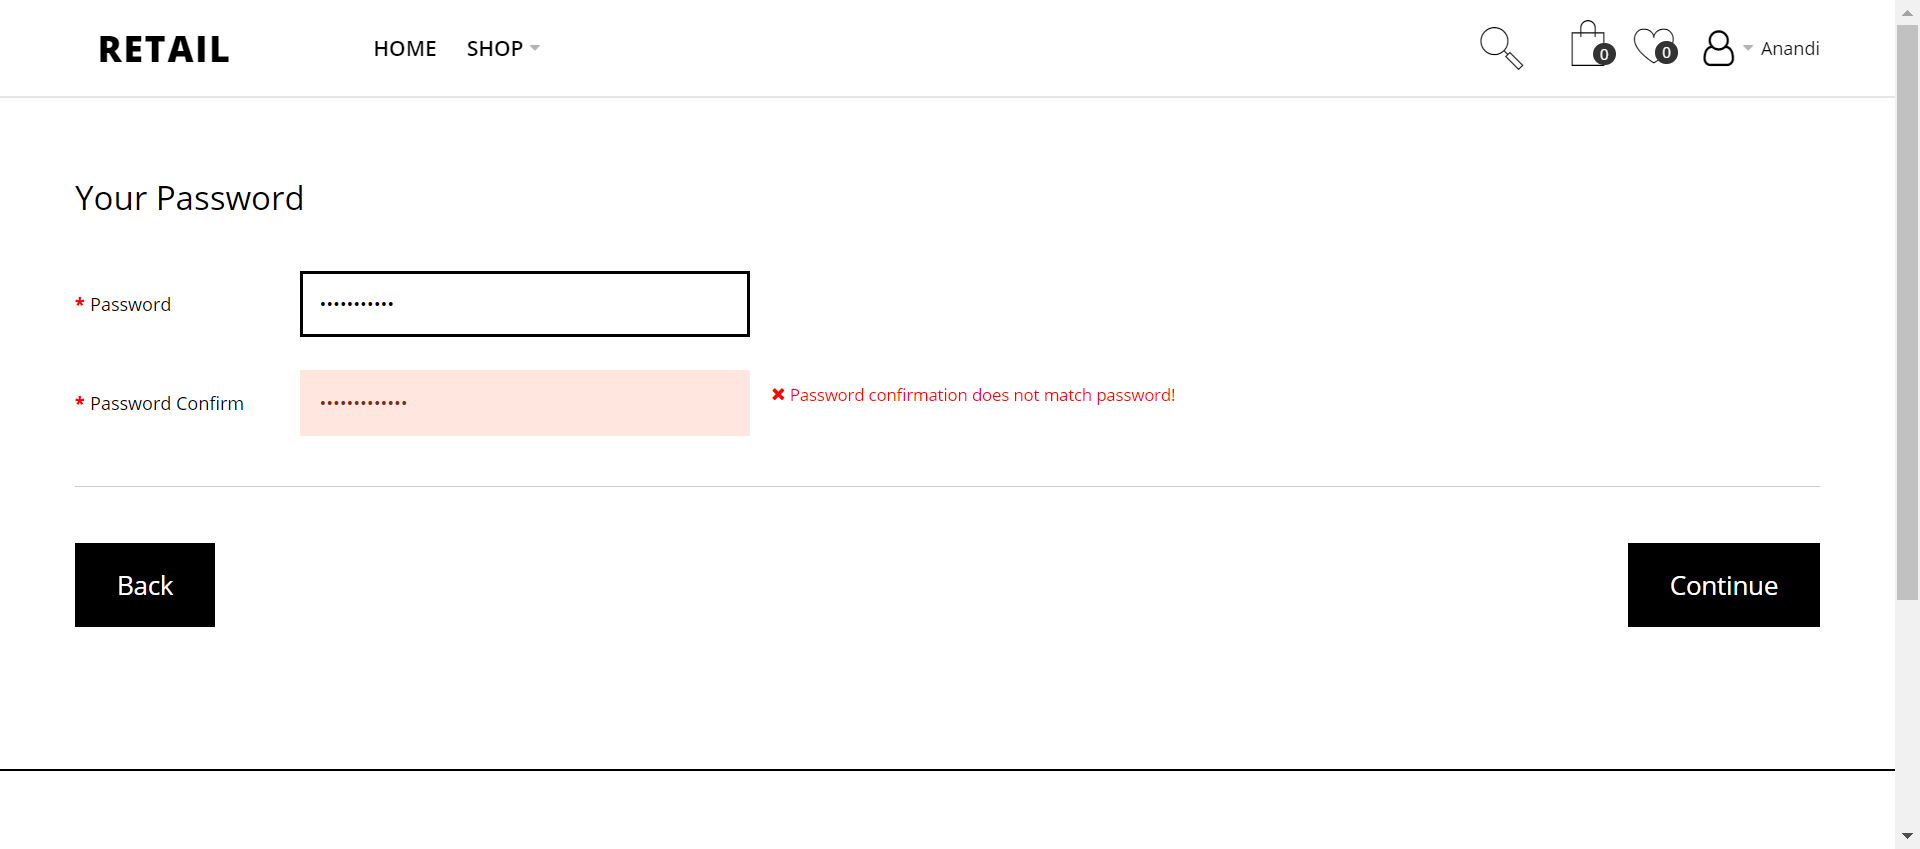 RETAIL HOME SHOP 0 0 Anandi
Your Password
* Password •••••••••••
* Password Confirm ••••••••••••• ✖ Password confirmation does not match password!
Back Continue